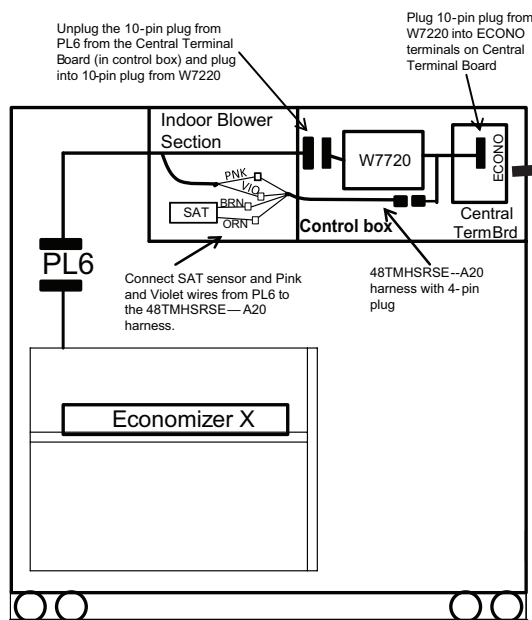 Unplug the 10-pin plug from
PL6 from the Central Terminal
Board (in control box) and plug
into 10-pin plug from W7220
Plug 10-pin plug from
W7220 into ECONO
terminals on Central
Terminal Board
Indoor Blower
Section
PNK
VIO
BRN
ORN
SAT
W7720
ECONO
Control box
Central
TermBrd
PL6
Connect SAT sensor and Pink
and Violet wires from PL6 to
the 48TMHSRSE—A20
harness.
48TMHSRSE--A20
harness with 4-pin
plug
Economizer X